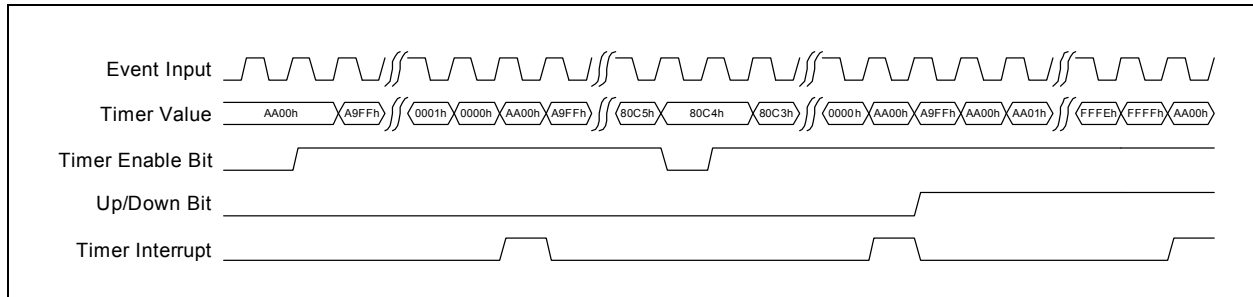 Event Input
Timer Value AA00h A9FFh 0001h 0000h AA00h A9FFh 80C5h 80C4h 80C3h 0000h AA00h A9FFh AA00h AA01h FFFEh FFFFh AA00h
Timer Enable Bit
Up/Down Bit
Timer Interrupt